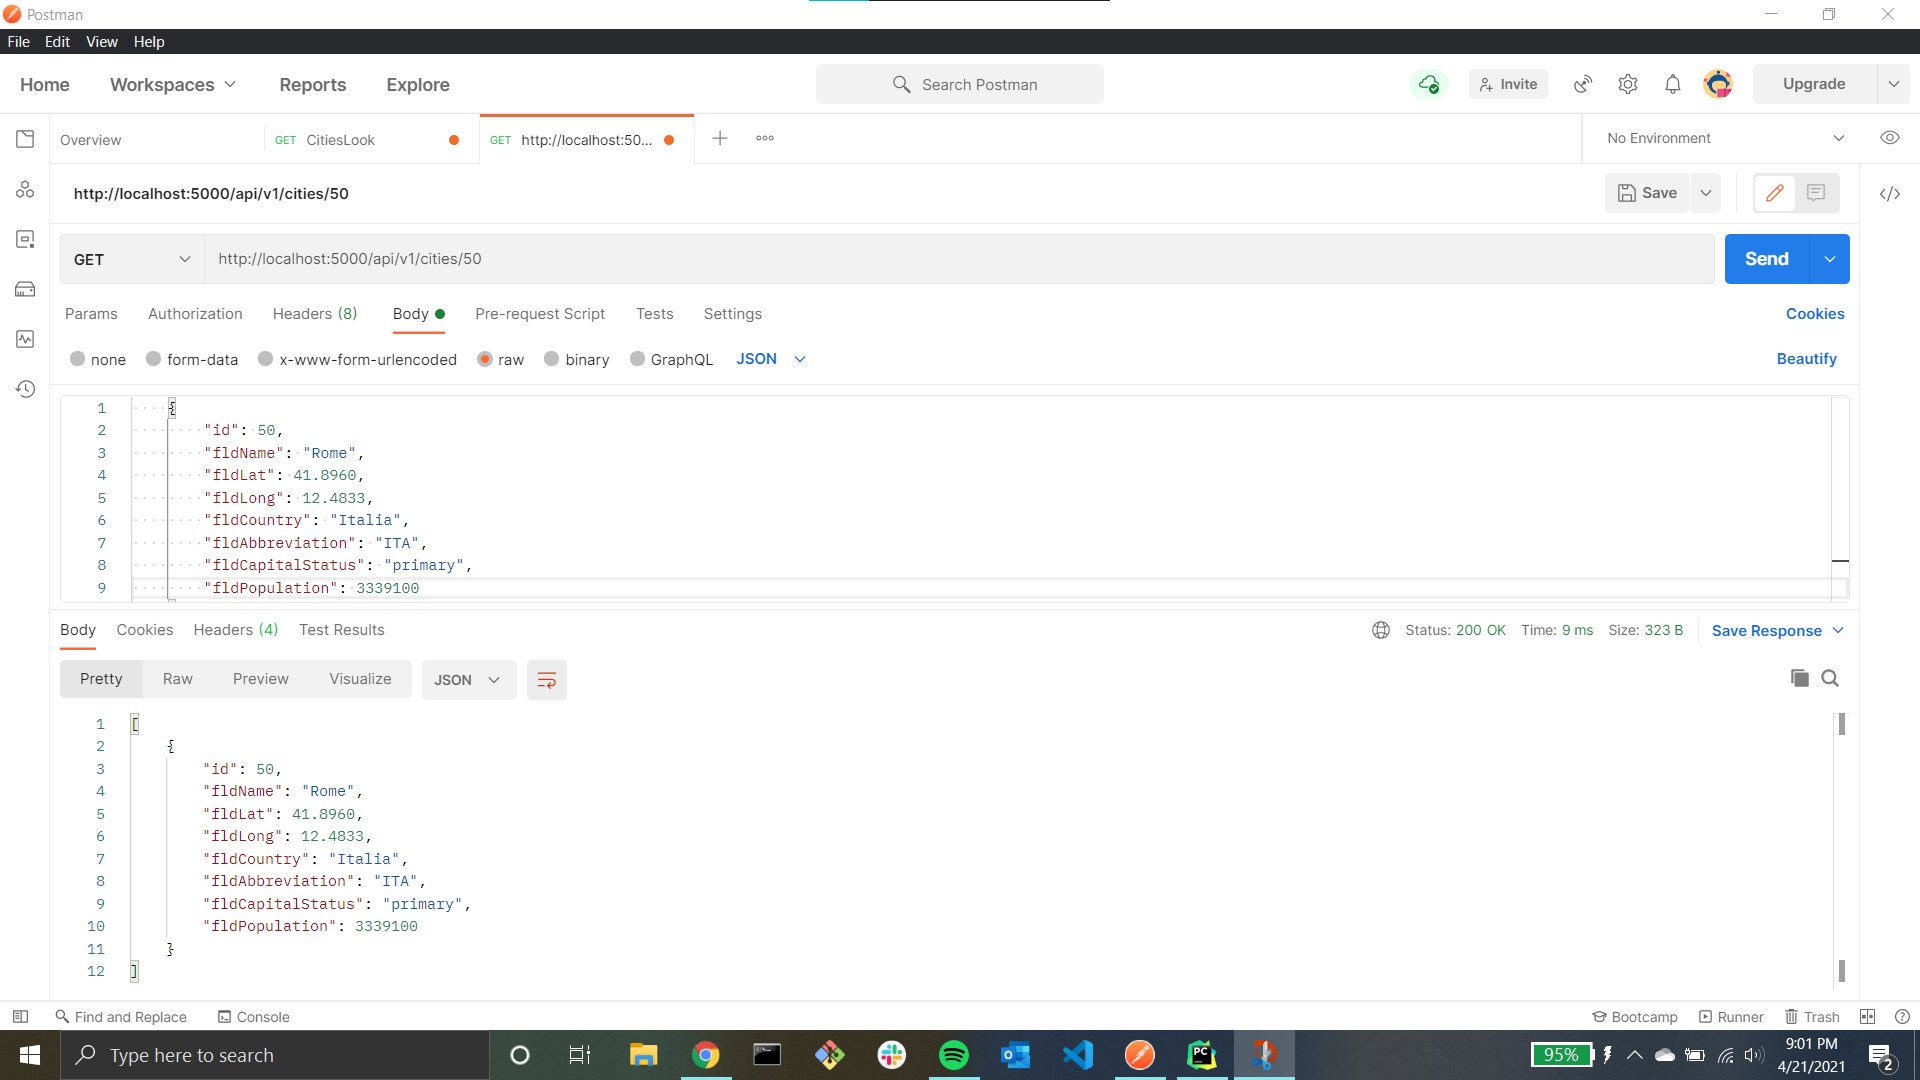 Postman
File Edit View Help
Home Workspaces Reports Explore Search Postman Invite Upgrade
Overview GET CitiesLook GET http://localhost:50... No Environment
http://localhost:5000/api/v1/cities/50 Save
GET http://localhost:5000/api/v1/cities/50 Send
Params Authorization Headers (8) Body Pre-request Script Tests Settings Cookies
none form-data x-www-form-urlencoded raw binary GraphQL JSON Beautify
1 {
2 "id": 50,
3 "fldName": "Rome",
4 "fldLat": 41.8960,
5 "fldLong": 12.4833,
6 "fldCountry": "Italia",
7 "fldAbbreviation": "ITA",
8 "fldCapitalStatus": "primary",
9 "fldPopulation": 3339100
Body Cookies Headers (4) Test Results Status: 200 OK Time: 9 ms Size: 323 B Save Response
Pretty Raw Preview Visualize JSON
1 [
2 {
3 "id": 50,
4 "fldName": "Rome",
5 "fldLat": 41.8960,
6 "fldLong": 12.4833,
7 "fldCountry": "Italia",
8 "fldAbbreviation": "ITA",
9 "fldCapitalStatus": "primary",
10 "fldPopulation": 3339100
11 }
12 ]
Find and Replace Console Bootcamp Runner Trash
Type here to search 95% 9:01 PM
4/21/2021 2